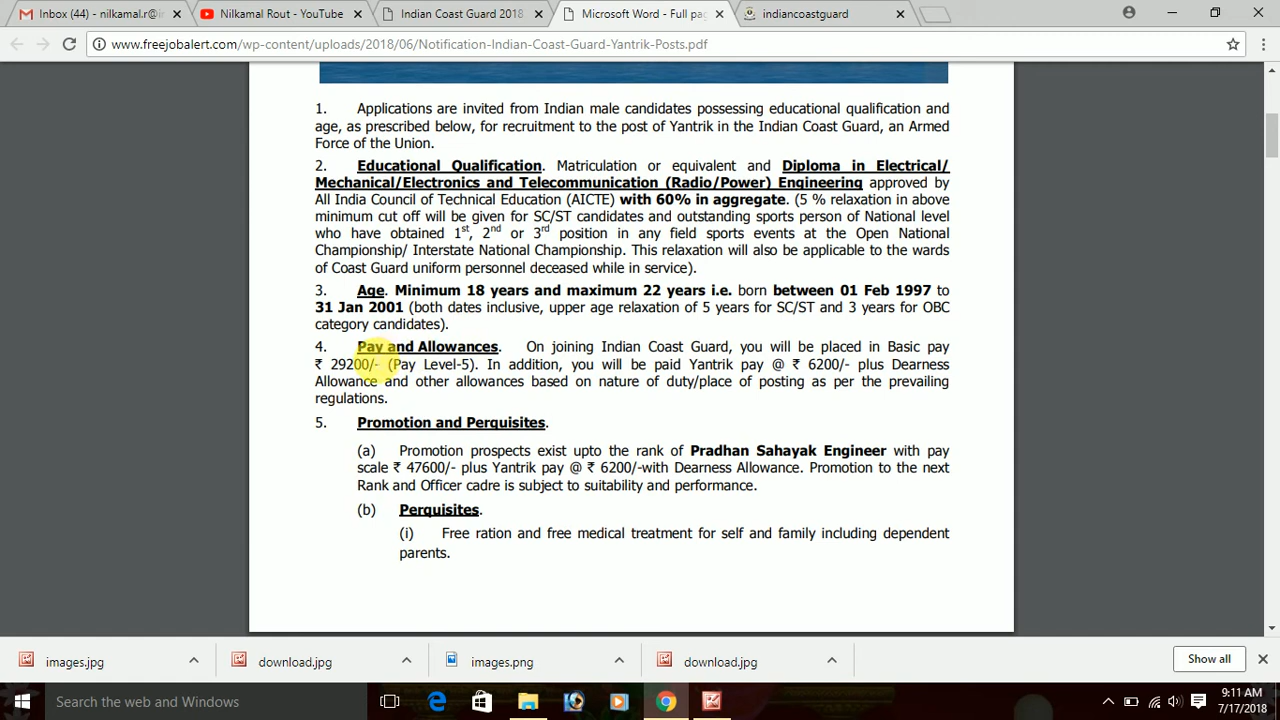 Inbox (44) - nilkamal.r@i
Nilkamal Rout - YouTube
Indian Coast Guard 2018
Microsoft Word - Full pa
indiancoastguard
www.freejobalert.com/wp-content/uploads/2018/06/Notification-Indian-Coast-Guard-Yantrik-Posts.pdf
1. Applications are invited from Indian male candidates possessing educational qualification and
age, as prescribed below, for recruitment to the post of Yantrik in the Indian Coast Guard, an Armed
Force of the Union.
2. Educational Qualification. Matriculation or equivalent and Diploma in Electrical/
Mechanical/Electronics and Telecommunication (Radio/Power) Engineering approved by
All India Council of Technical Education (AICTE) with 60% in aggregate. (5 % relaxation in above
minimum cut off will be given for SC/ST candidates and outstanding sports person of National level
who have obtained 1st, 2nd or 3rd position in any field sports events at the Open National
Championship/ Interstate National Championship. This relaxation will also be applicable to the wards
of Coast Guard uniform personnel deceased while in service).
3. Age. Minimum 18 years and maximum 22 years i.e. born between 01 Feb 1997 to
31 Jan 2001 (both dates inclusive, upper age relaxation of 5 years for SC/ST and 3 years for OBC
category candidates).
4. Pay and Allowances. On joining Indian Coast Guard, you will be placed in Basic pay
₹ 29200/- (Pay Level-5). In addition, you will be paid Yantrik pay @ ₹ 6200/- plus Dearness
Allowance and other allowances based on nature of duty/place of posting as per the prevailing
regulations.
5. Promotion and Perquisites.
(a) Promotion prospects exist upto the rank of Pradhan Sahayak Engineer with pay
scale ₹ 47600/- plus Yantrik pay @ ₹ 6200/-with Dearness Allowance. Promotion to the next
Rank and Officer cadre is subject to suitability and performance.
(b) Perquisites.
(i) Free ration and free medical treatment for self and family including dependent
parents.
images.jpg
download.jpg
images.png
download.jpg
Show all
Search the web and Windows
9:11 AM
7/17/2018